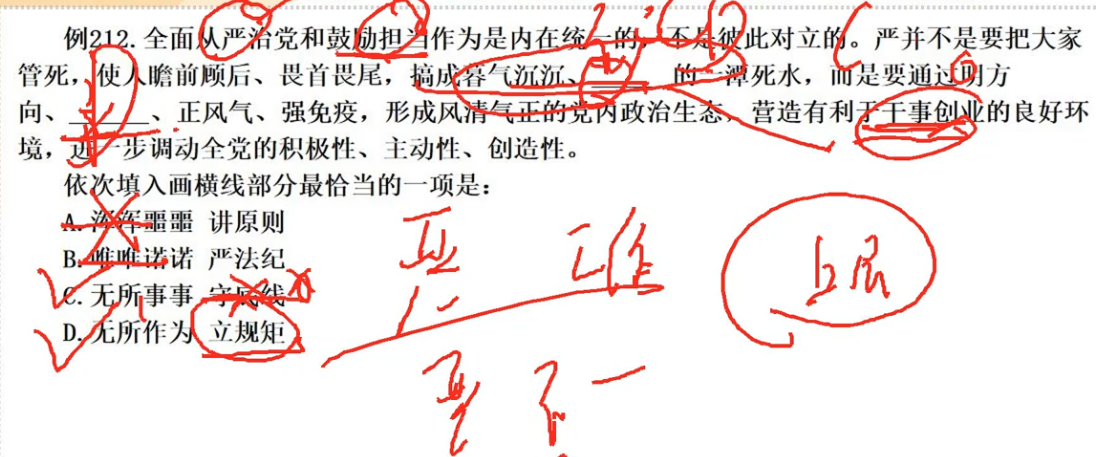 例212.全面从严治党和鼓励担当作为是内在统一的，不是彼此对立的。严并不是要把大家
管死，使人瞻前顾后、畏首畏尾，搞成暮气沉沉、______的一潭死水，而是要通过明方
向、______、正风气、强免疫，形成风清气正的党内政治生态，营造有利于干事创业的良好环
境，进一步调动全党的积极性、主动性、创造性。
依次填入画横线部分最恰当的一项是：
A.浑浑噩噩 讲原则
B.唯唯诺诺 严法纪
C.无所事事 守底线
D.无所作为 立规矩